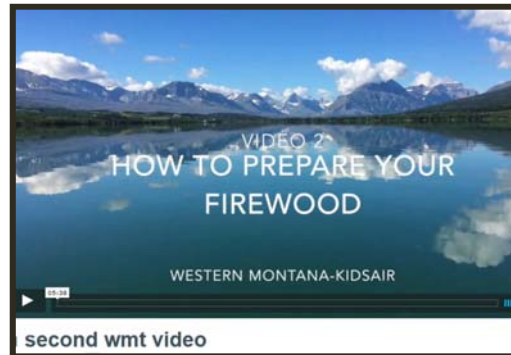 VIDEO 2
HOW TO PREPARE YOUR
FIREWOOD
WESTERN MONTANA-KIDSAIR
05:36
second wmt video